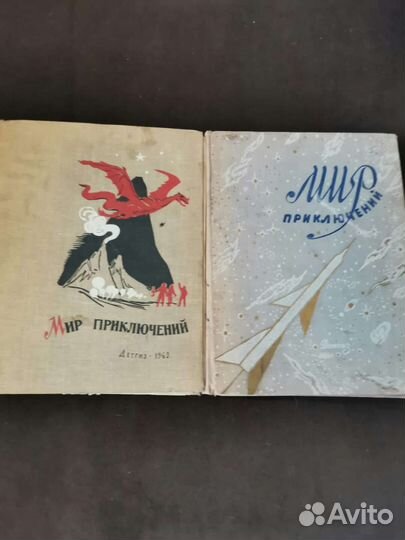 Мир приключений
Детгиз - 1962
Мир
приключений
Avito